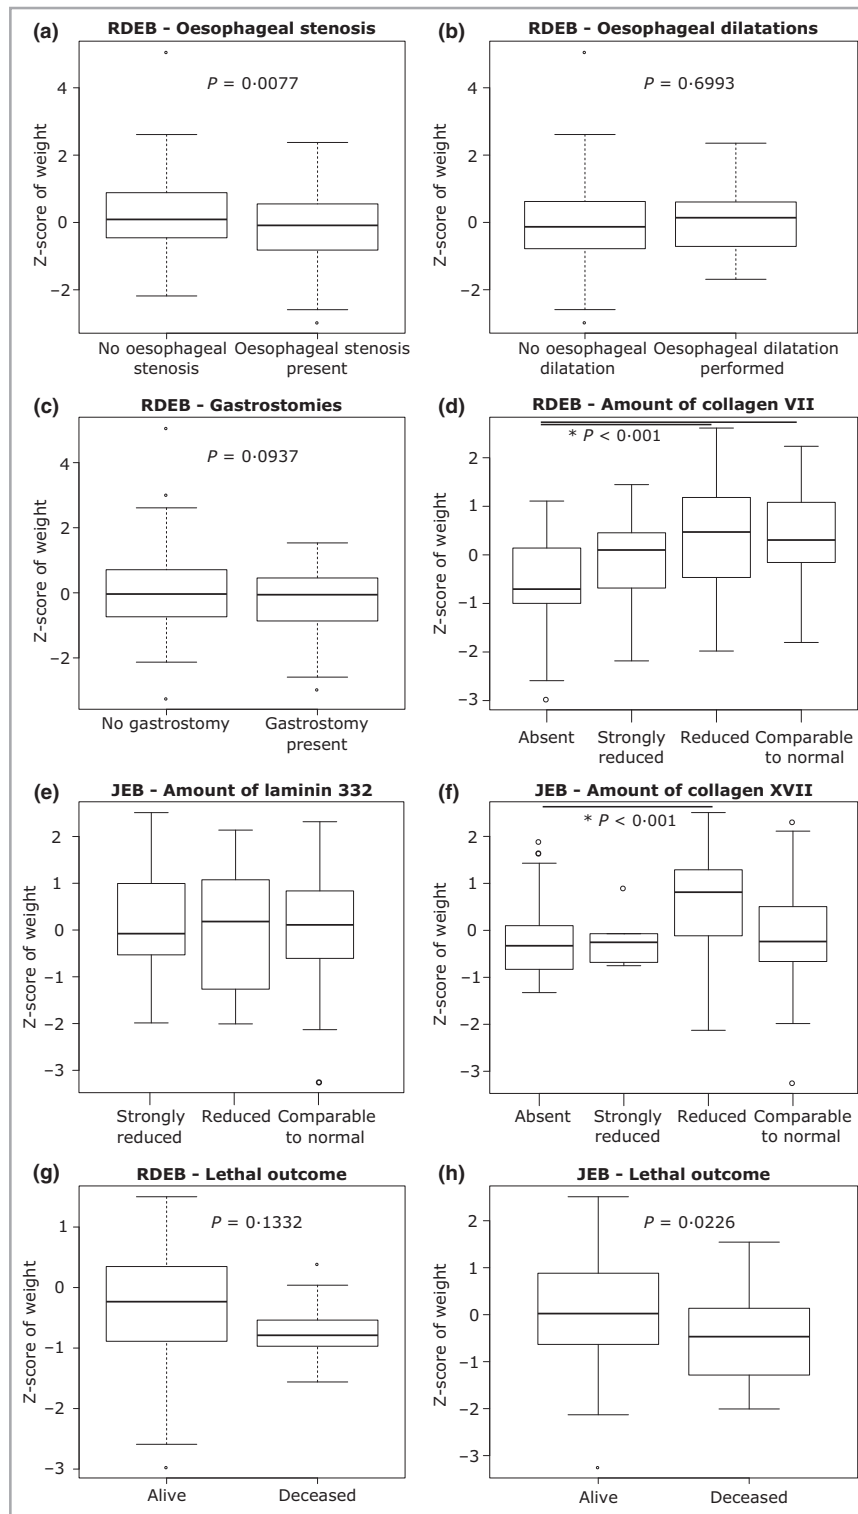 (a) RDEB - Oesophageal stenosis
P = 0·0077
Z-score of weight
4
2
0
−2
No oesophageal stenosis
Oesophageal stenosis present
(b) RDEB - Oesophageal dilatations
P = 0·6993
Z-score of weight
4
2
0
−2
No oesophageal dilatation
Oesophageal dilatation performed
(c) RDEB - Gastrostomies
P = 0·0937
Z-score of weight
4
2
0
−2
No gastrostomy
Gastrostomy present
(d) RDEB - Amount of collagen VII
* P < 0·001
Z-score of weight
2
1
0
−1
−2
−3
Absent
Strongly reduced
Reduced
Comparable to normal
(e) JEB - Amount of laminin 332
Z-score of weight
2
1
0
−1
−2
−3
Strongly reduced
Reduced
Comparable to normal
(f) JEB - Amount of collagen XVII
* P < 0·001
Z-score of weight
2
1
0
−1
−2
−3
Absent
Strongly reduced
Reduced
Comparable to normal
(g) RDEB - Lethal outcome
P = 0·1332
Z-score of weight
1
0
−1
−2
−3
Alive
Deceased
(h) JEB - Lethal outcome
P = 0·0226
Z-score of weight
2
1
0
−1
−2
−3
Alive
Deceased